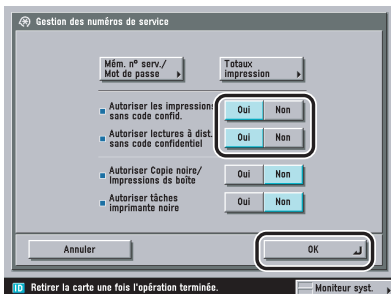 Gestion des numéros de service
Mém. n° serv./
Mot de passe
Totaux
impression
Autoriser les impressions
sans code confid.
Oui Non
Autoriser lectures à dist.
sans code confidentiel
Oui Non
Autoriser Copie noire/
Impressions ds boîte
Oui Non
Autoriser tâches
imprimante noire
Oui Non
Annuler
OK
ID Retirer la carte une fois l'opération terminée.
Moniteur syst.